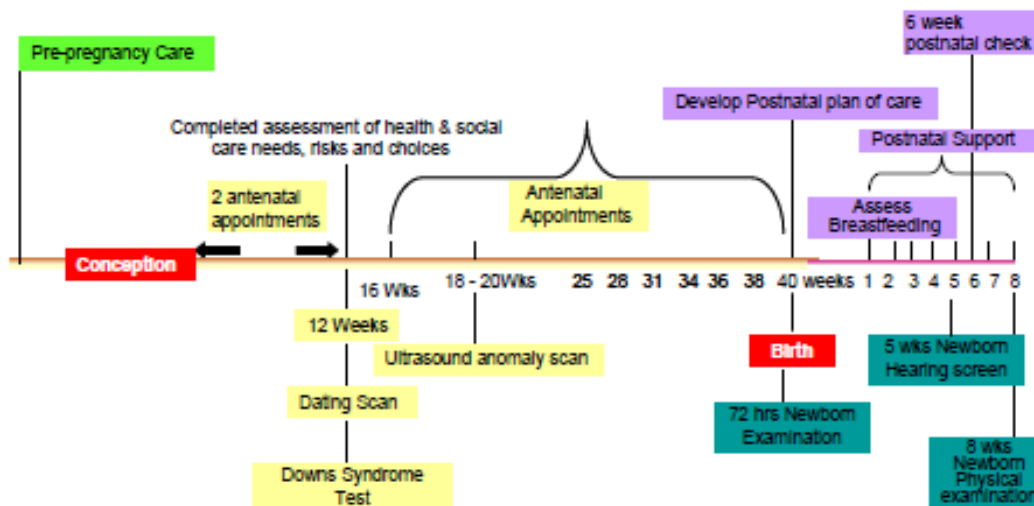 6 week
postnatal check
Pre-pregnancy Care
Develop Postnatal plan of care
Completed assessment of health & social
care needs, risks and choices
Postnatal Support
2 antenatal
appointments
Antenatal
Appointments
Assess
Breastfeeding
Conception
16 Wks
18 - 20Wks
25 28 31 34 36 38 40 weeks 1 2 3 4 5 6 7 8
12 Weeks
Ultrasound anomaly scan
Birth
5 wks Newborn
Hearing screen
Dating Scan
72 hrs Newborn
Examination
8 wks
Newborn
Physical
examination
Downs Syndrome
Test